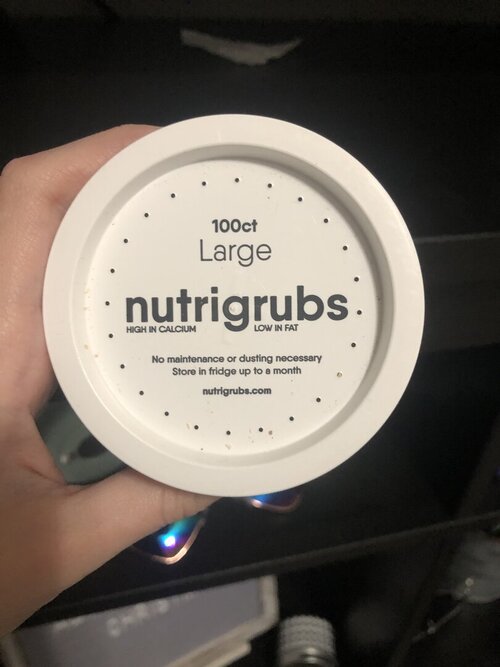 100ct
Large
nutrigrubs
HIGH IN CALCIUM LOW IN FAT
No maintenance or dusting necessary
Store in fridge up to a month
nutrigrubs.com